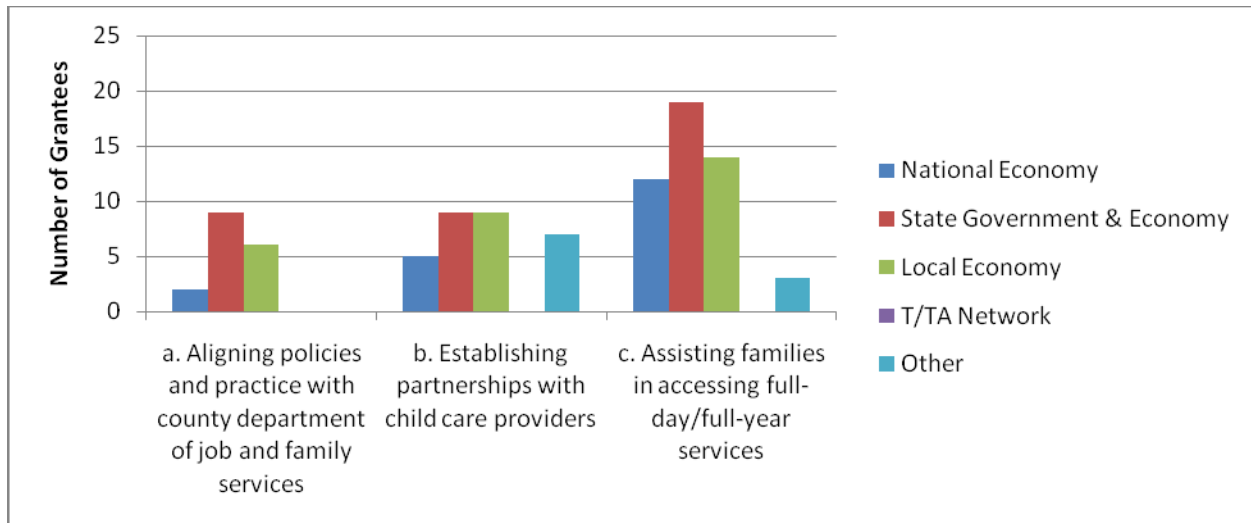 Number of Grantees
25
20
15
10
5
0
a. Aligning policies
and practice with
county department
of job and family
services
b. Establishing
partnerships with
child care providers
c. Assisting families
in accessing full-
day/full-year
services
National Economy
State Government & Economy
Local Economy
T/TA Network
Other